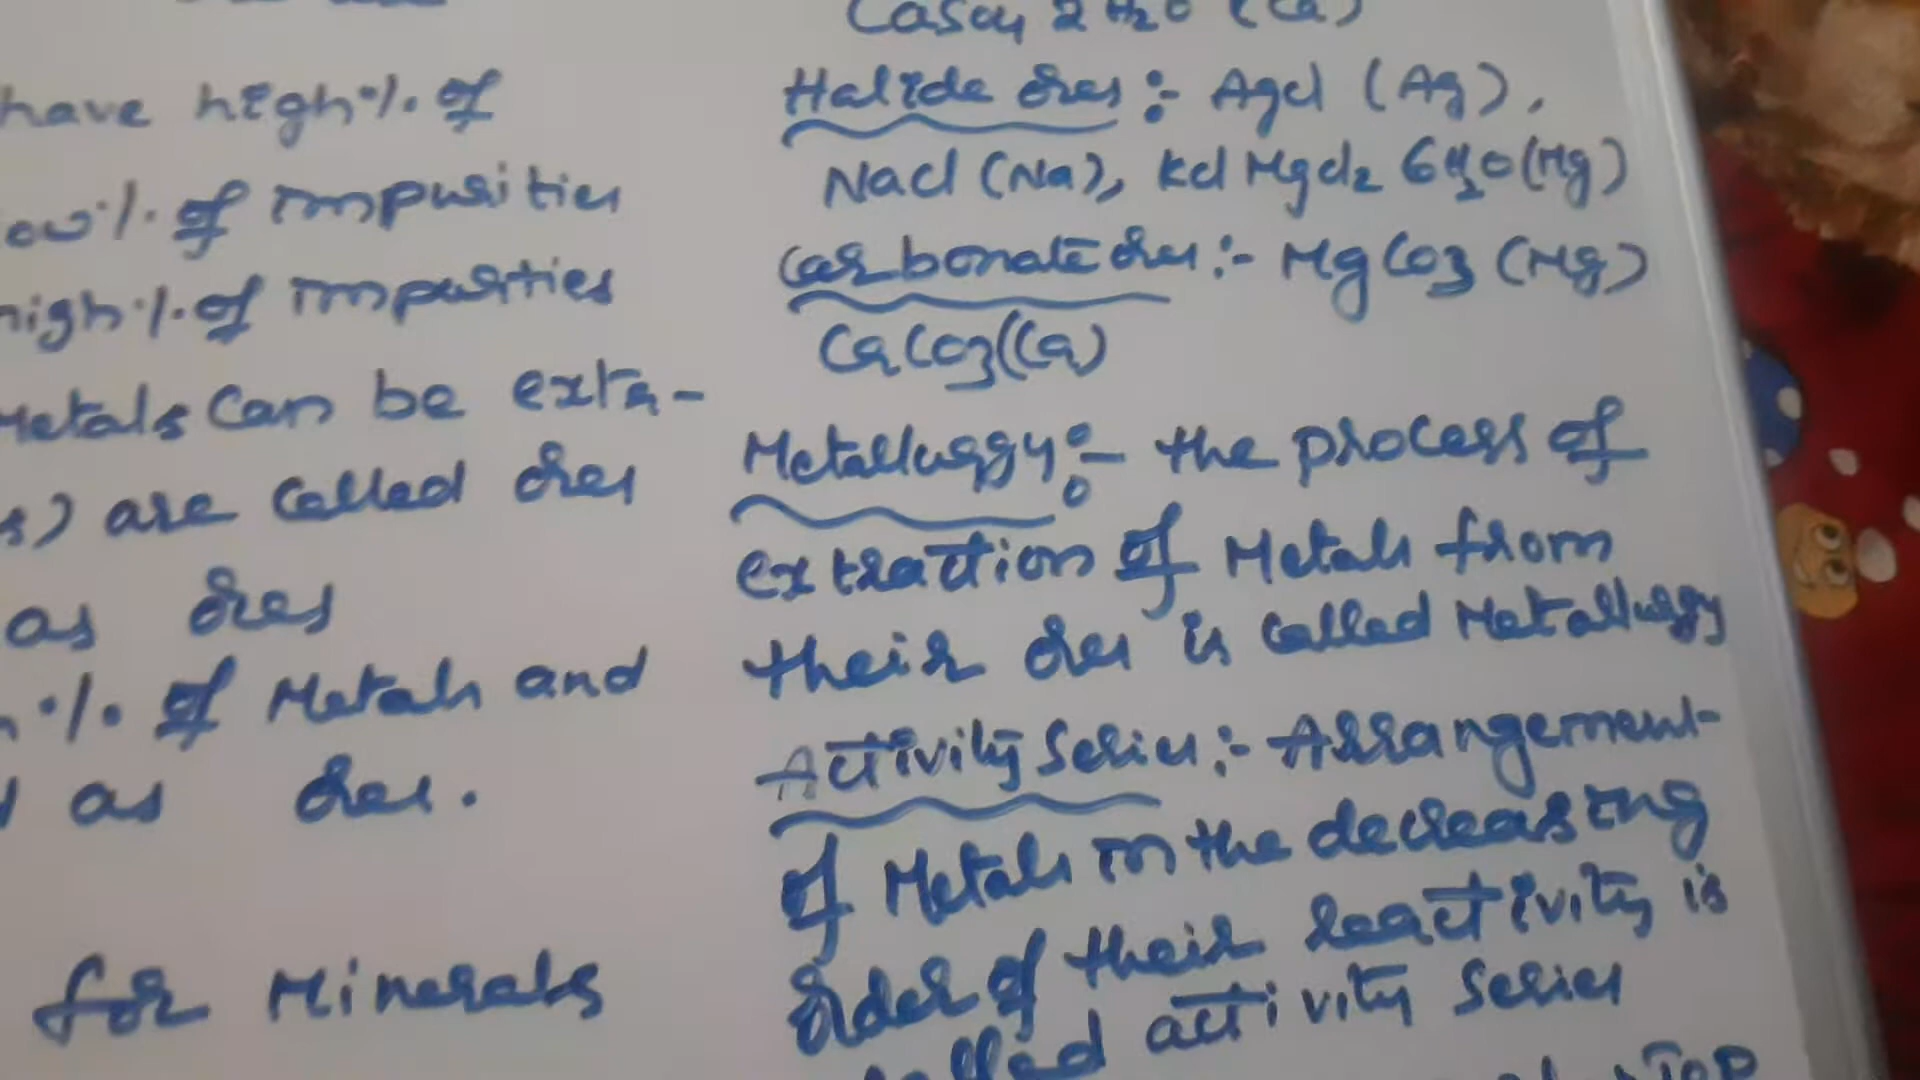 have high % of
ow % of impurities
high % of impurities
Metals can be extra-
s) are called ores
as ores
% of Metals and
as ores.
for Minerals
CaSO4 2H2O (Ca)
Halide ores :- AgCl (Ag),
NaCl (Na), KCl MgCl2 6H2O (Mg)
Carbonate ores :- MgCO3 (Mg)
CaCO3 (Ca)
Metallurgy :- the process of
extraction of Metals from
their ores is called Metallurgy
Activity Series :- Arrangement
of Metals in the decreasing
order of their reactivity is
called activity Series
Top